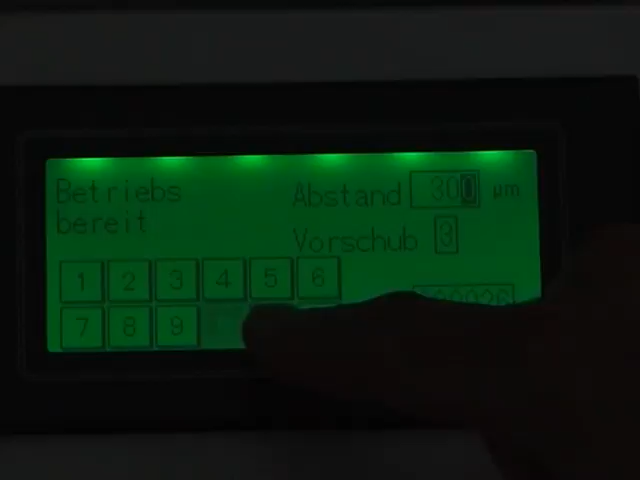 Betriebs
bereit
Abstand 300 µm
Vorschub 3
1 2 3 4 5 6
7 8 9